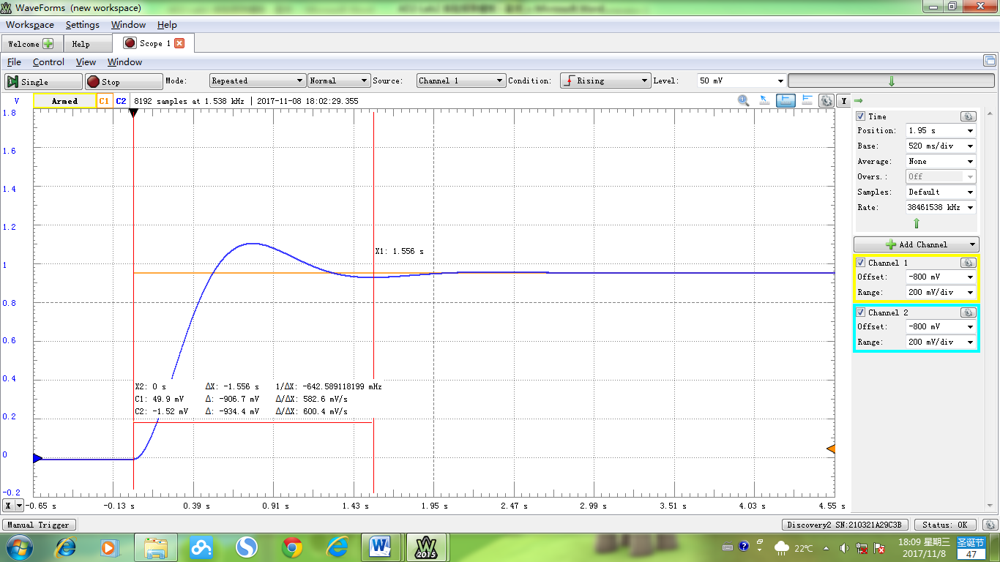 WaveForms (new workspace)
Workspace Settings Window Help
Welcome Help Scope 1
File Control View Window
Single Stop Mode: Repeated Normal Source: Channel 1 Condition: Rising Level: 50 mV
V Armed C1 C2 8192 samples at 1.538 kHz | 2017-11-08 18:02:29.355 Y
1.8
1.6
1.4
1.2
1
0.8
0.6
0.4
0.2
0
-0.2
X1: 1.556 s
X2: 0 s ΔX: -1.556 s 1/ΔX: -642.589118199 mHz
C1: 49.9 mV Δ: -906.7 mV Δ/ΔX: 582.6 mV/s
C2: -1.52 mV Δ: -934.4 mV Δ/ΔX: 600.4 mV/s
X -0.65 s -0.13 s 0.39 s 0.91 s 1.43 s 1.95 s 2.47 s 2.99 s 3.51 s 4.03 s 4.55 s
Time
Position: 1.95 s
Base: 520 ms/div
Average: None
Overs.: Off
Samples: Default
Rate: 38461538 kHz
Add Channel
Channel 1
Offset: -800 mV
Range: 200 mV/div
Channel 2
Offset: -800 mV
Range: 200 mV/div
Manual Trigger Discovery2 SN:210321A29C3B Status: OK
W 2015 22℃ 18:09 星期三 圣诞节
2017/11/8 47